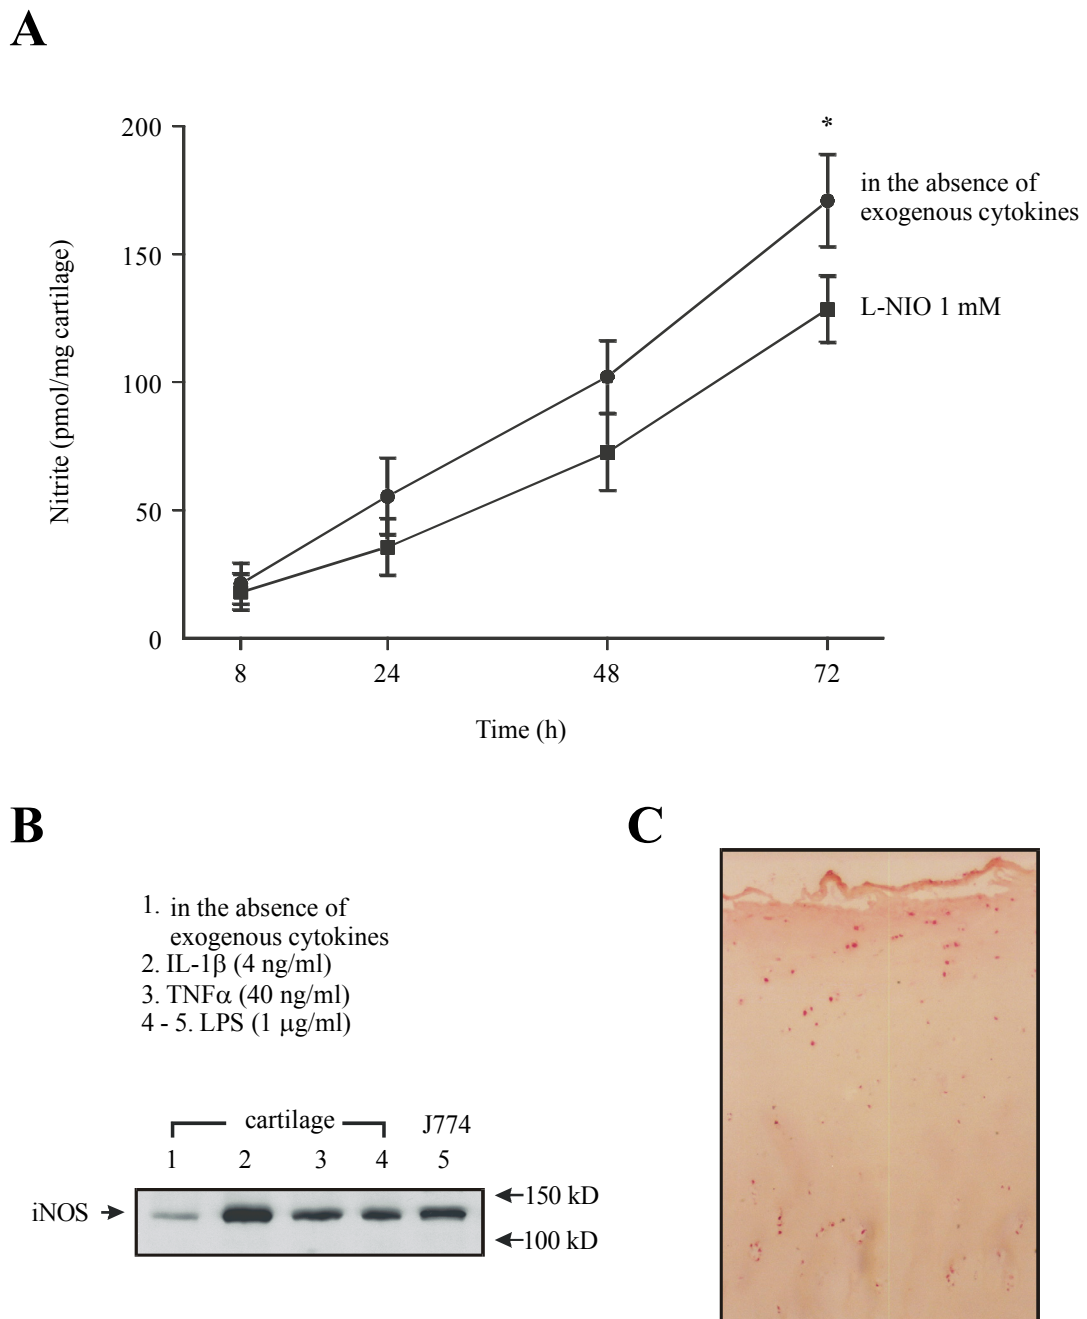 A
200
150
100
50
0
Nitrite (pmol/mg cartilage)
*
in the absence of
exogenous cytokines
L-NIO 1 mM
8 24 48 72
Time (h)
B
1. in the absence of
exogenous cytokines
2. IL-1β (4 ng/ml)
3. TNFα (40 ng/ml)
4 - 5. LPS (1 μg/ml)
cartilage J774
1 2 3 4 5
iNOS
150 kD
100 kD
C